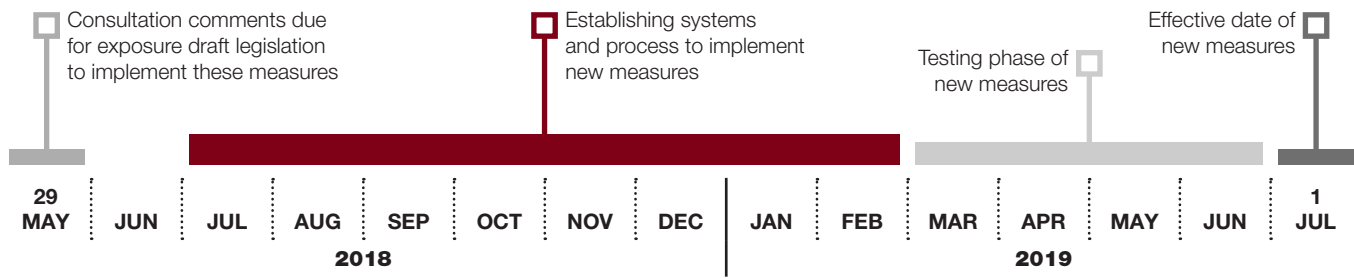 Consultation comments due
for exposure draft legislation
to implement these measures
Establishing systems
and process to implement
new measures
Testing phase of
new measures
Effective date of
new measures
29
MAY
JUN
JUL
AUG
SEP
OCT
NOV
DEC
JAN
FEB
MAR
APR
MAY
JUN
1
JUL
2018
2019